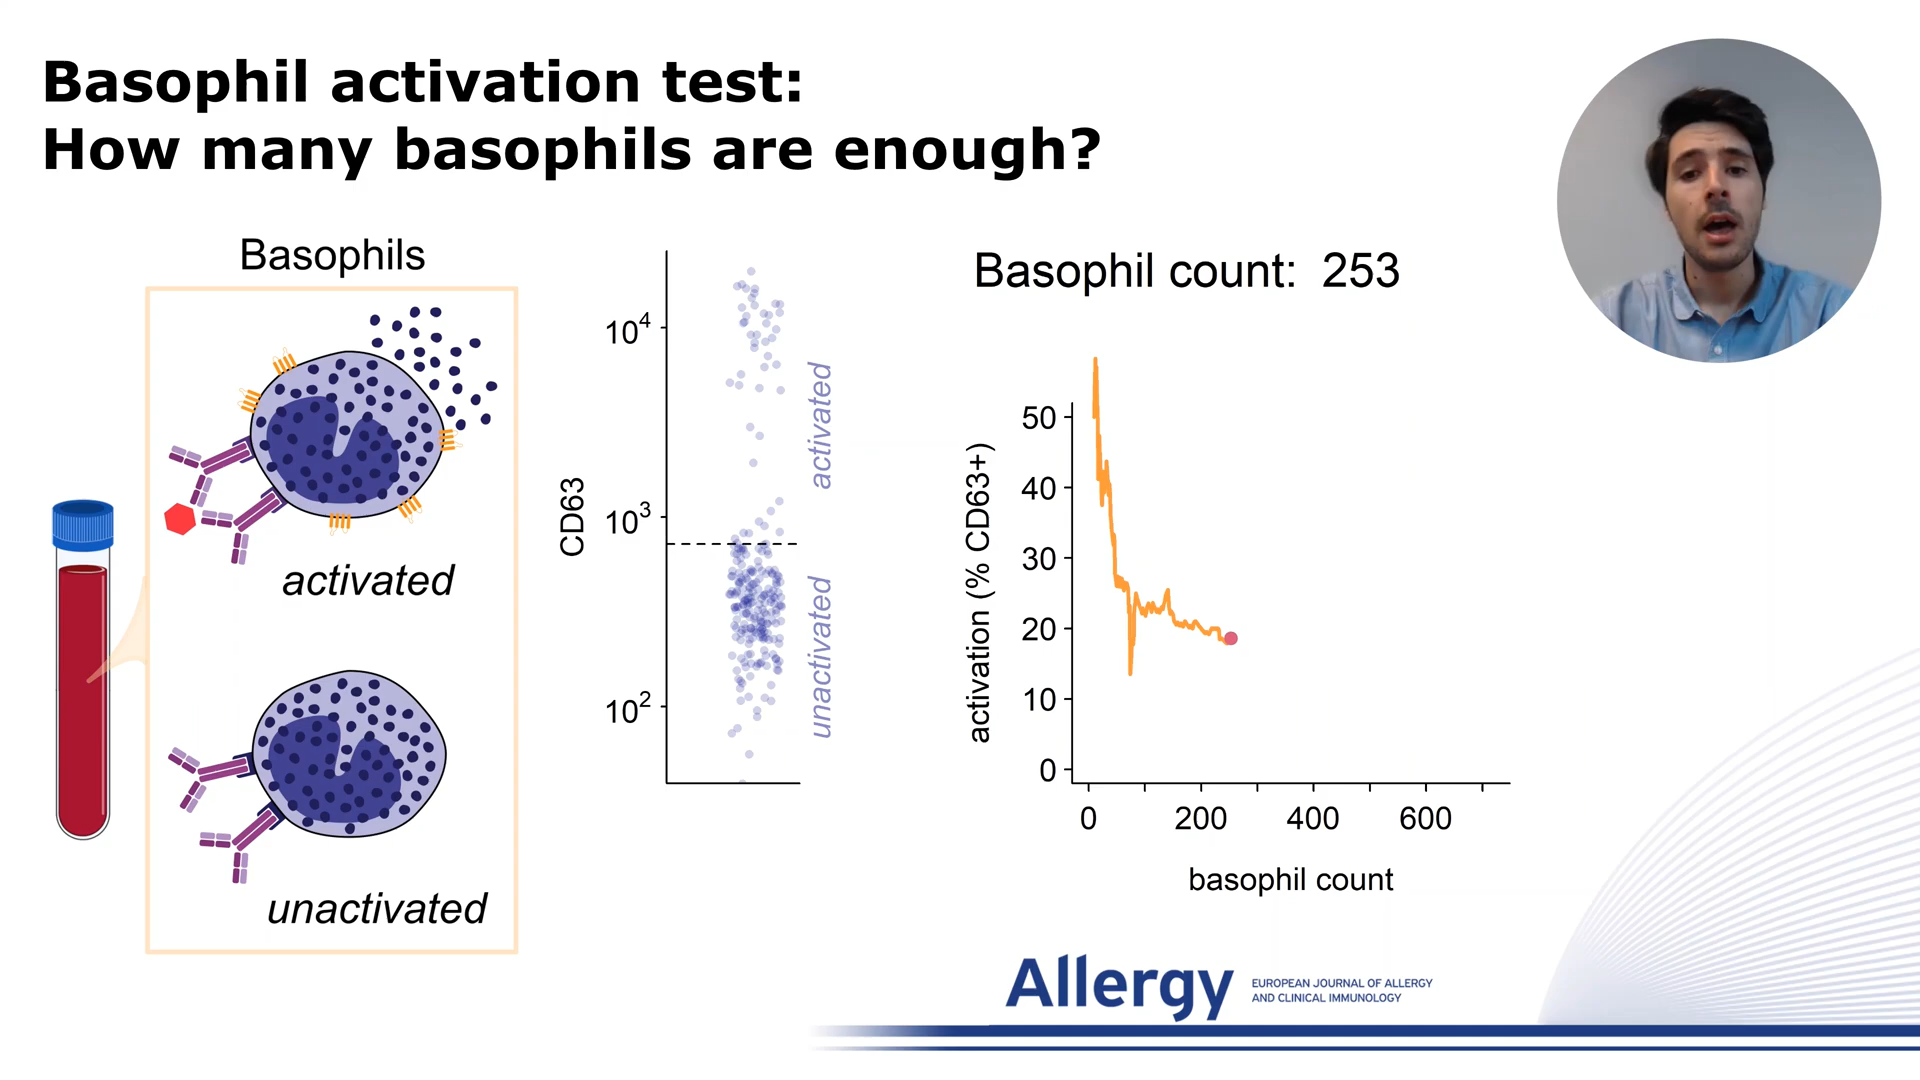 Basophil activation test:
How many basophils are enough?
Basophils
activated
unactivated
CD63
10⁴
10³
10²
activated
unactivated
Basophil count: 253
activation (% CD63+)
50
40
30
20
10
0
0 200 400 600
basophil count
Allergy
EUROPEAN JOURNAL OF ALLERGY
AND CLINICAL IMMUNOLOGY